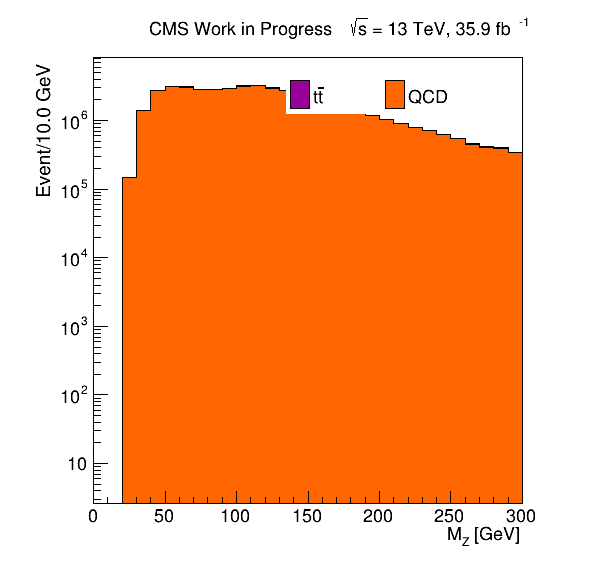 CMS Work in Progress √s = 13 TeV, 35.9 fb⁻¹
Event/10.0 GeV
tt̄ QCD
10⁶
10⁵
10⁴
10³
10²
10
0 50 100 150 200 250 300
M_Z [GeV]